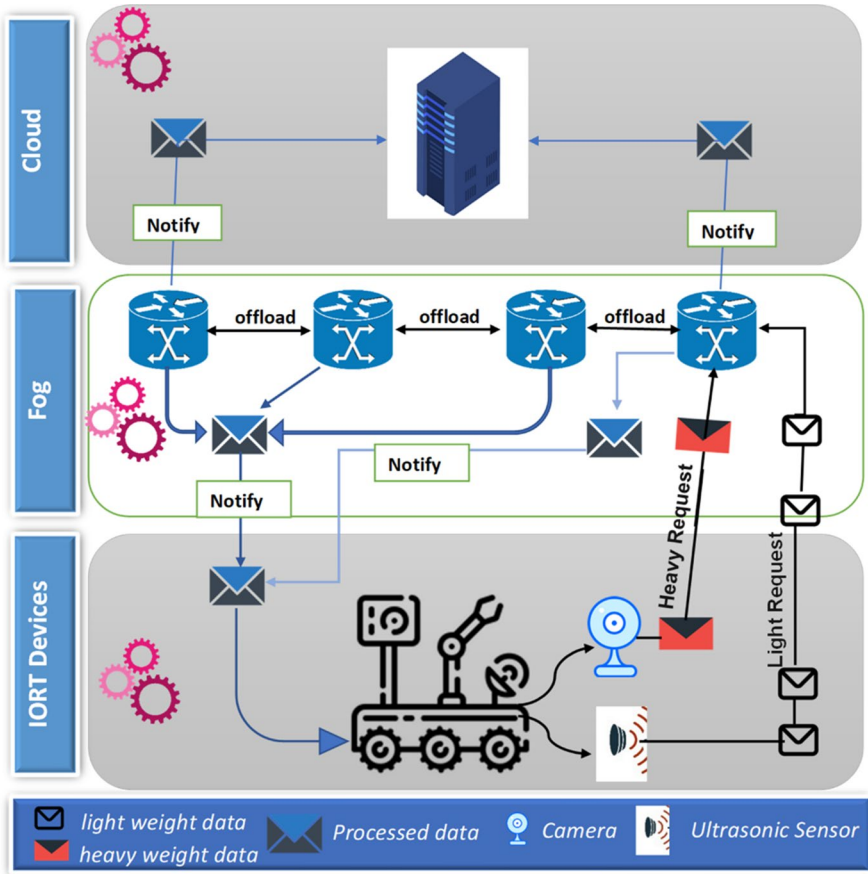 Cloud
Notify
Notify
Fog
offload
offload
offload
Notify
Notify
Heavy Request
Light Request
IORT Devices
light weight data
heavy weight data
Processed data
Camera
Ultrasonic Sensor